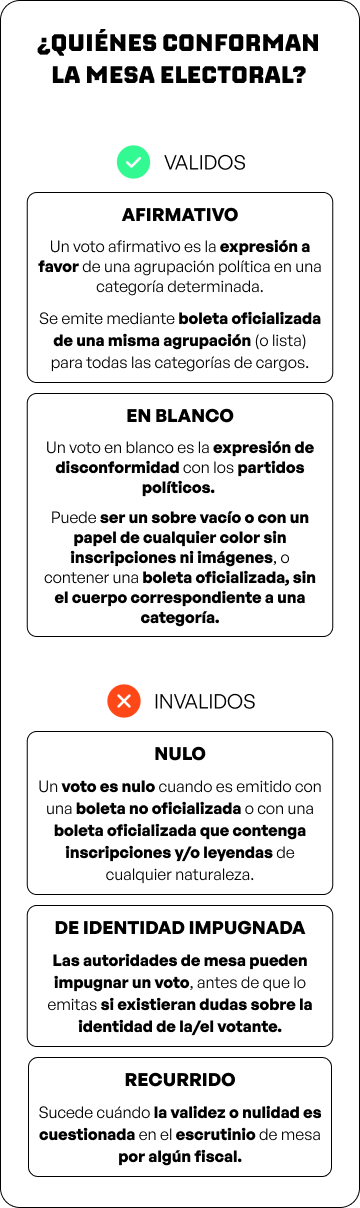 ¿QUIÉNES CONFORMAN
LA MESA ELECTORAL?
VALIDOS
AFIRMATIVO
Un voto afirmativo es la expresión a
favor de una agrupación política en una
categoría determinada.
Se emite mediante boleta oficializada
de una misma agrupación (o lista)
para todas las categorías de cargos.
EN BLANCO
Un voto en blanco es la expresión de
disconformidad con los partidos
políticos.
Puede ser un sobre vacío o con un
papel de cualquier color sin
inscripciones ni imágenes, o
contener una boleta oficializada, sin
el cuerpo correspondiente a una
categoría.
INVALIDOS
NULO
Un voto es nulo cuando es emitido con
una boleta no oficializada o con una
boleta oficializada que contenga
inscripciones y/o leyendas de
cualquier naturaleza.
DE IDENTIDAD IMPUGNADA
Las autoridades de mesa pueden
impugnar un voto, antes de que lo
emitas si existieran dudas sobre la
identidad de la/el votante.
RECURRIDO
Sucede cuándo la validez o nulidad es
cuestionada en el escrutinio de mesa
por algún fiscal.